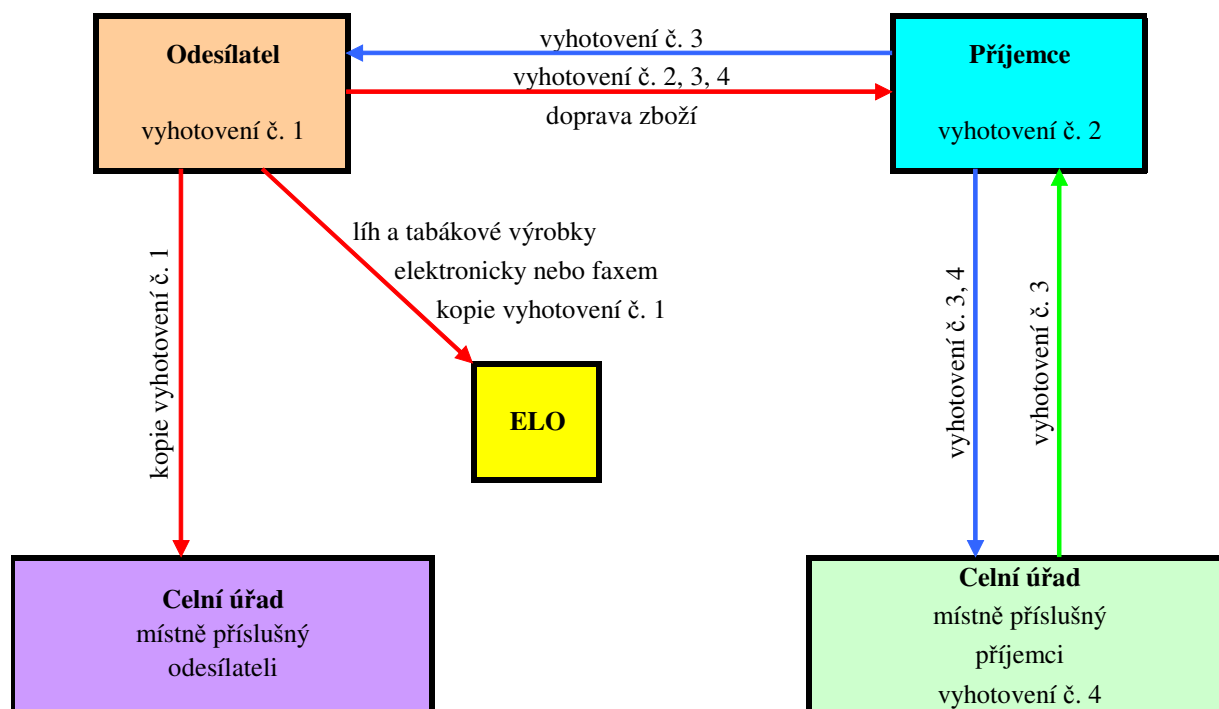 Odesílatel
vyhotovení č. 1
vyhotovení č. 3
vyhotovení č. 2, 3, 4
doprava zboží
Příjemce
vyhotovení č. 2
kopie vyhotovení č. 1
líh a tabákové výrobky
elektronicky nebo faxem
kopie vyhotovení č. 1
ELO
vyhotovení č. 3, 4
vyhotovení č. 3
Celní úřad
místně příslušný
odesílateli
Celní úřad
místně příslušný
příjemci
vyhotovení č. 4